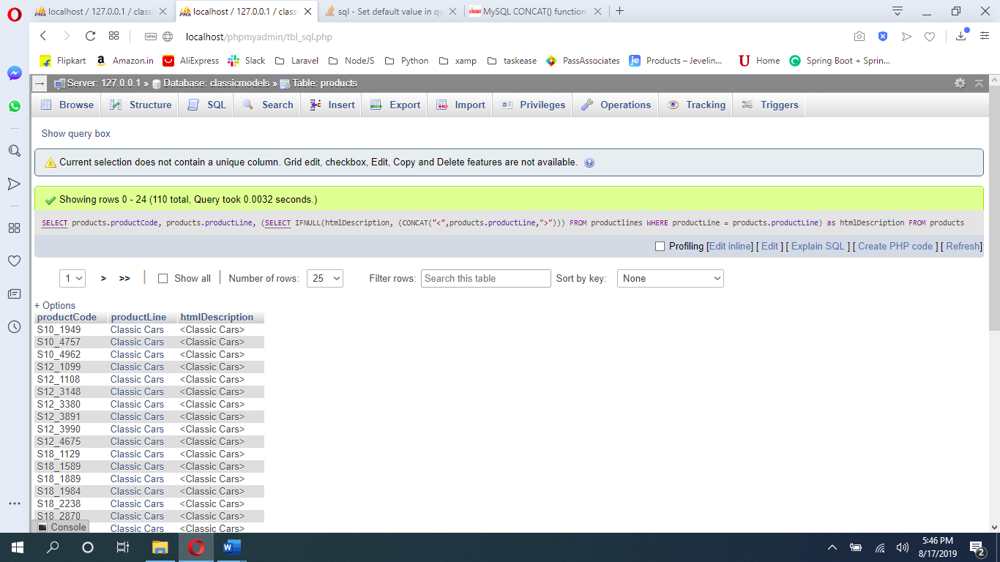 localhost / 127.0.0.1 / classi
localhost / 127.0.0.1 / class
sql - Set default value in qu
MySQL CONCAT() function
VPN
localhost/phpmyadmin/tbl_sql.php
Flipkart
Amazon.in
AliExpress
Slack
Laravel
NodeJS
Python
xamp
taskease
PassAssociates
Products – Jevelin...
Home
Spring Boot + Sprin...
Server: 127.0.0.1 » Database: classicmodels » Table: products
Browse
Structure
SQL
Search
Insert
Export
Import
Privileges
Operations
Tracking
Triggers
Show query box
Current selection does not contain a unique column. Grid edit, checkbox, Edit, Copy and Delete features are not available.
Showing rows 0 - 24 (110 total, Query took 0.0032 seconds.)
SELECT products.productCode, products.productLine, (SELECT IFNULL(htmlDescription, (CONCAT("<",products.productLine,">"))) FROM productlines WHERE productLine = products.productLine) as htmlDescription FROM products
Profiling [Edit inline] [ Edit ] [ Explain SQL ] [ Create PHP code ] [ Refresh]
1 > >> | Show all | Number of rows: 25 Filter rows: Search this table Sort by key: None
+ Options
productCode productLine htmlDescription
S10_1949 Classic Cars <Classic Cars>
S10_4757 Classic Cars <Classic Cars>
S10_4962 Classic Cars <Classic Cars>
S12_1099 Classic Cars <Classic Cars>
S12_1108 Classic Cars <Classic Cars>
S12_3148 Classic Cars <Classic Cars>
S12_3380 Classic Cars <Classic Cars>
S12_3891 Classic Cars <Classic Cars>
S12_3990 Classic Cars <Classic Cars>
S12_4675 Classic Cars <Classic Cars>
S18_1129 Classic Cars <Classic Cars>
S18_1589 Classic Cars <Classic Cars>
S18_1889 Classic Cars <Classic Cars>
S18_1984 Classic Cars <Classic Cars>
S18_2238 Classic Cars <Classic Cars>
S18_2870 Classic Cars <Classic Cars>
Console Classic Cars <Classic Cars>
5:46 PM
8/17/2019
2